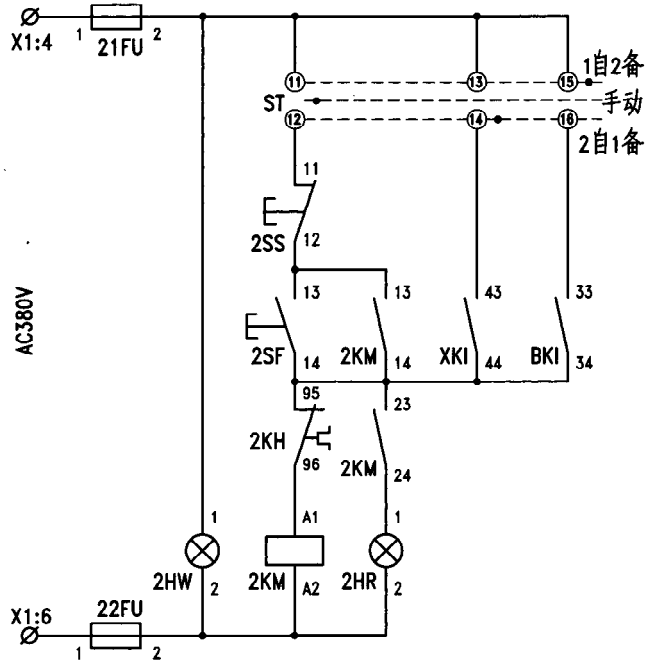 X1:4
1
21FU
2
ST
11
13
15
1自2备
手动
12
14
16
2自1备
11
2SS
12
AC380V
13
13
43
33
2SF
14
2KM
14
XKI
44
BKI
34
95
23
2KH
96
2KM
24
A1
1
1
2HW
2
2KM
A2
2HR
2
X1:6
1
22FU
2